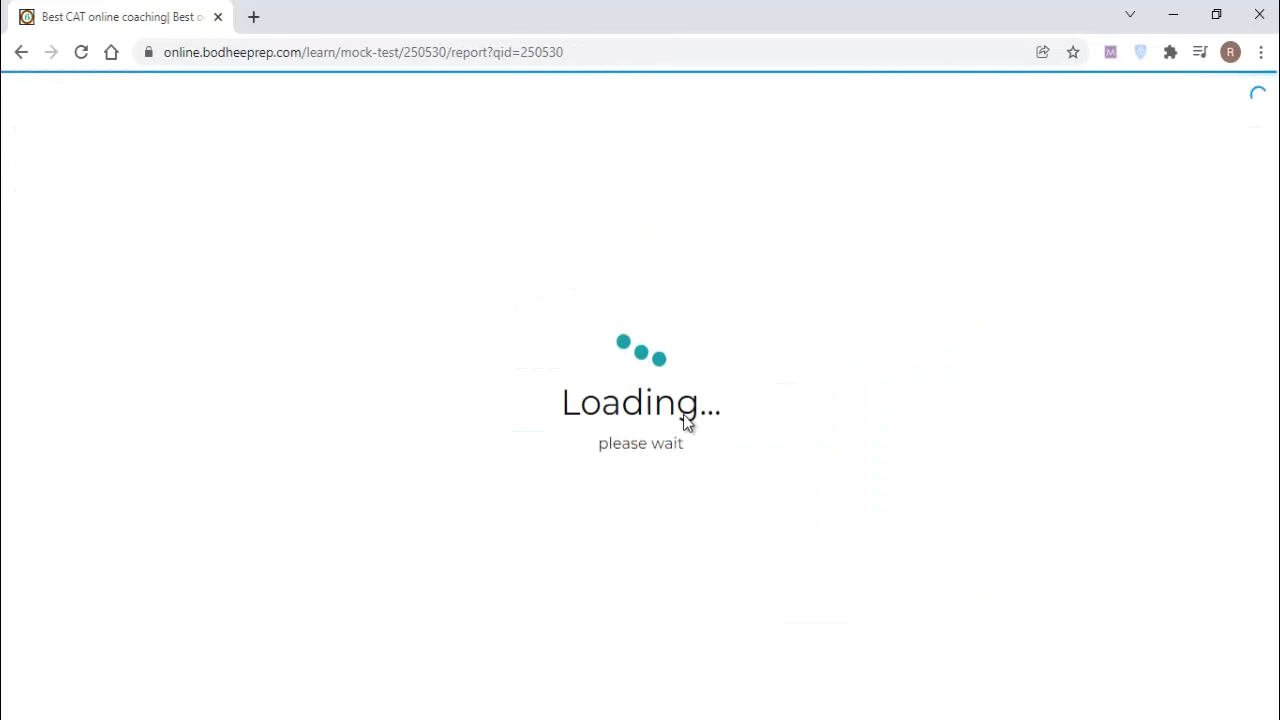 Best CAT online coaching| Best o
online.bodheeprep.com/learn/mock-test/250530/report?qid=250530
M
R
Loading...
please wait